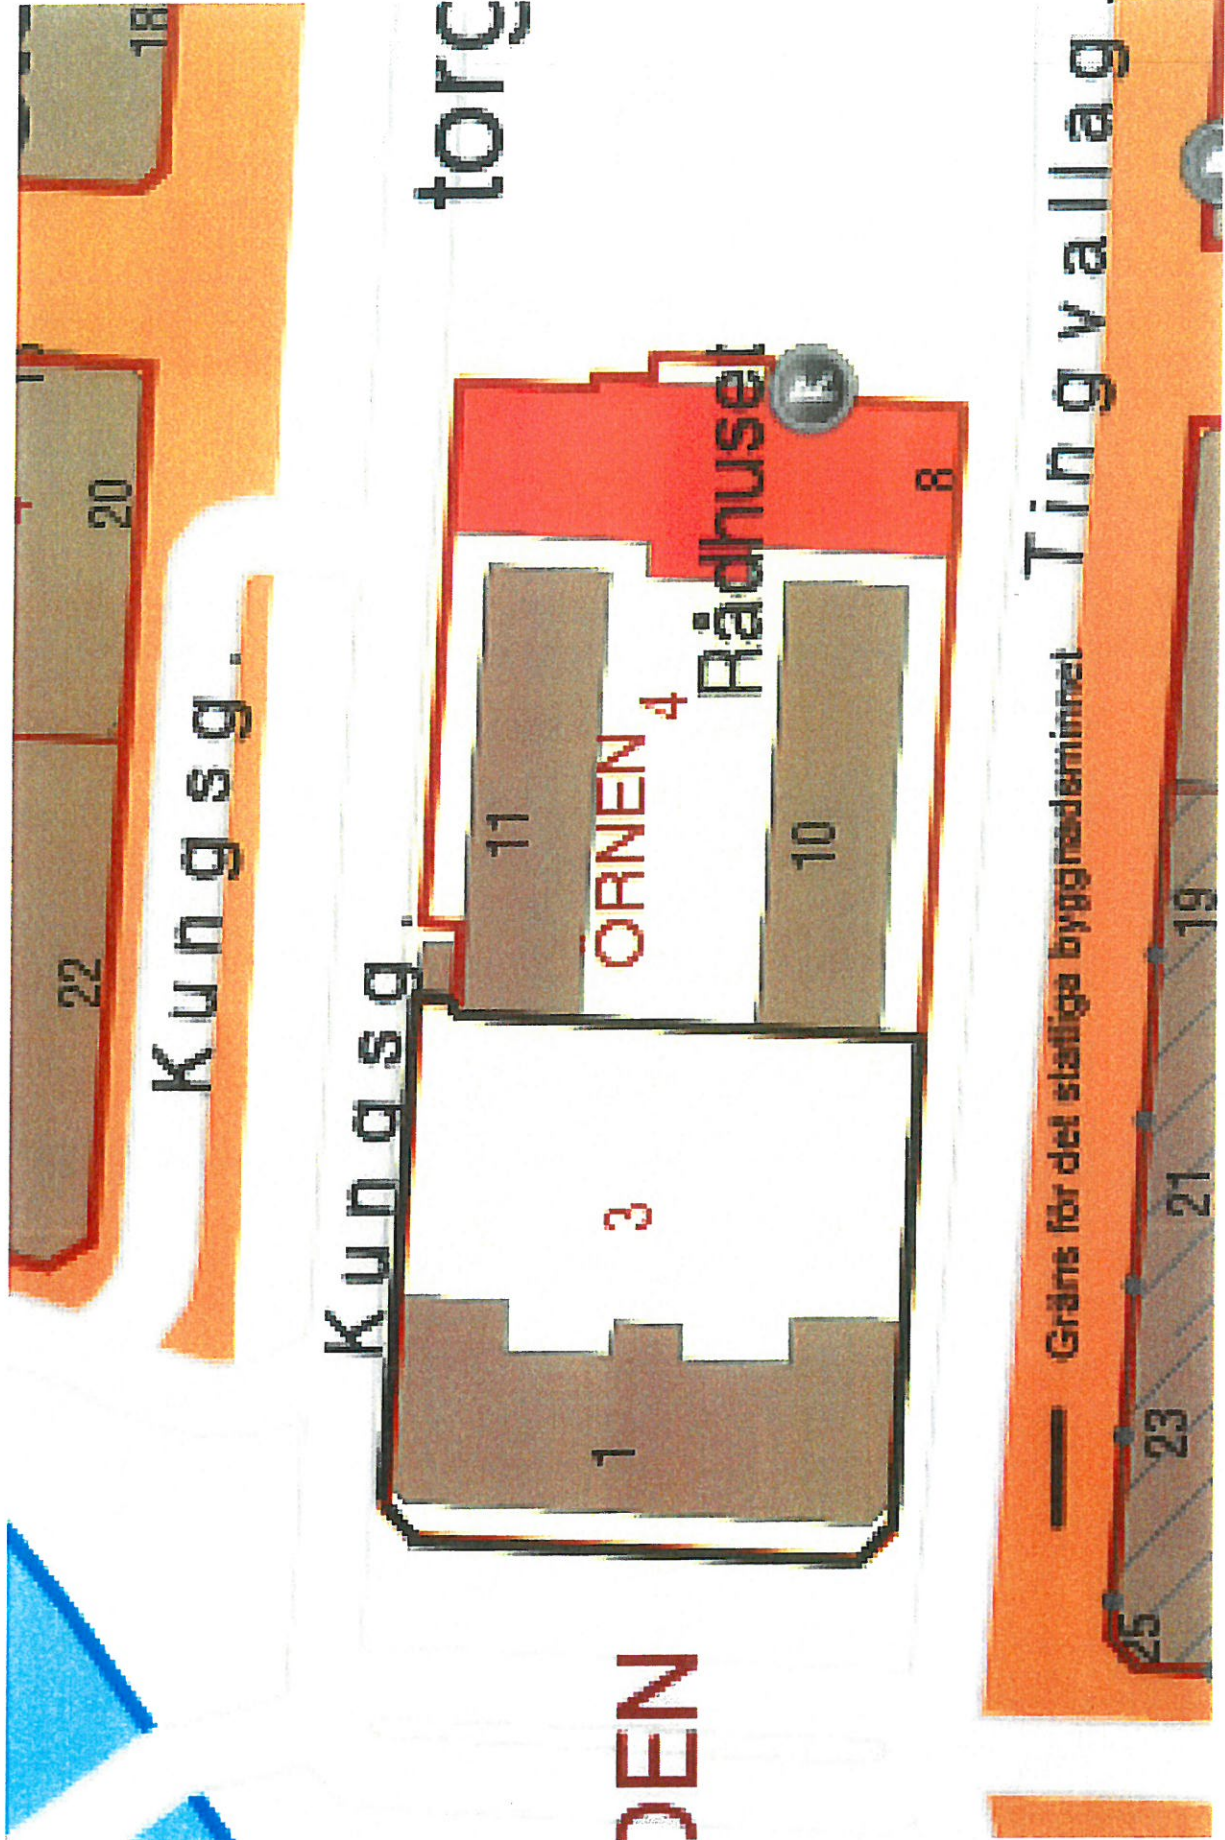 18
torg
20
22
Kungsg.
Kungsg.
Rådhuset
8
11
ÖRNEN 4
10
3
1
Tingvallag.
Gräns för det statliga byggnadsminnet
19
21
23
25
DEN